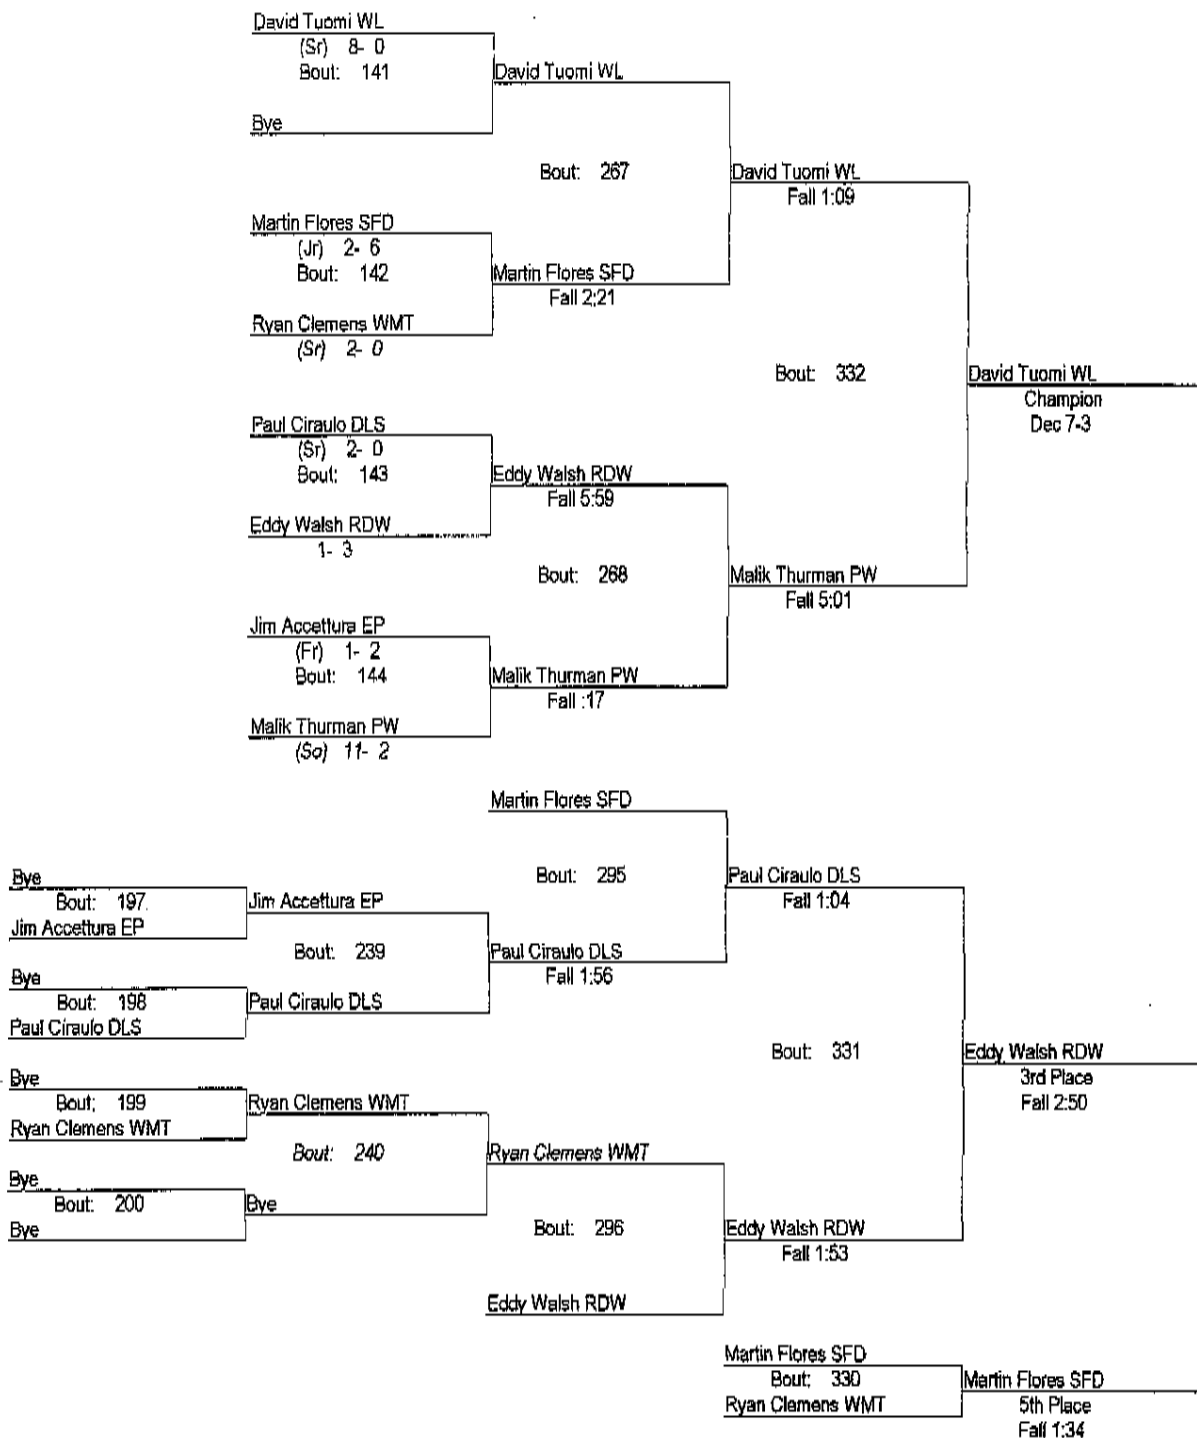 David Tuomi WL
(Sr) 8- 0
Bout: 141
David Tuomi WL
Bye
Bout: 267
David Tuomi WL
Fall 1:09
Martin Flores SFD
(Jr) 2- 6
Bout: 142
Martin Flores SFD
Fall 2:21
Ryan Clemens WMT
(Sr) 2- 0
Bout: 332
David Tuomi WL
Champion
Dec 7-3
Paul Ciraulo DLS
(Sr) 2- 0
Bout: 143
Eddy Walsh RDW
Fall 5:59
Eddy Walsh RDW
1- 3
Bout: 268
Malik Thurman PW
Fall 5:01
Jim Accettura EP
(Fr) 1- 2
Bout: 144
Malik Thurman PW
Fall :17
Malik Thurman PW
(So) 11- 2
Martin Flores SFD
Bout: 295
Paul Ciraulo DLS
Fall 1:04
Bye
Bout: 197
Jim Accettura EP
Jim Accettura EP
Bout: 239
Paul Ciraulo DLS
Fall 1:56
Bye
Bout: 198
Paul Ciraulo DLS
Paul Ciraulo DLS
Bout: 331
Eddy Walsh RDW
3rd Place
Fall 2:50
Bye
Bout: 199
Ryan Clemens WMT
Ryan Clemens WMT
Bout: 240
Ryan Clemens WMT
Bye
Bout: 200
Bye
Bye
Bout: 296
Eddy Walsh RDW
Fall 1:53
Eddy Walsh RDW
Martin Flores SFD
Bout: 330
Ryan Clemens WMT
Martin Flores SFD
5th Place
Fall 1:34